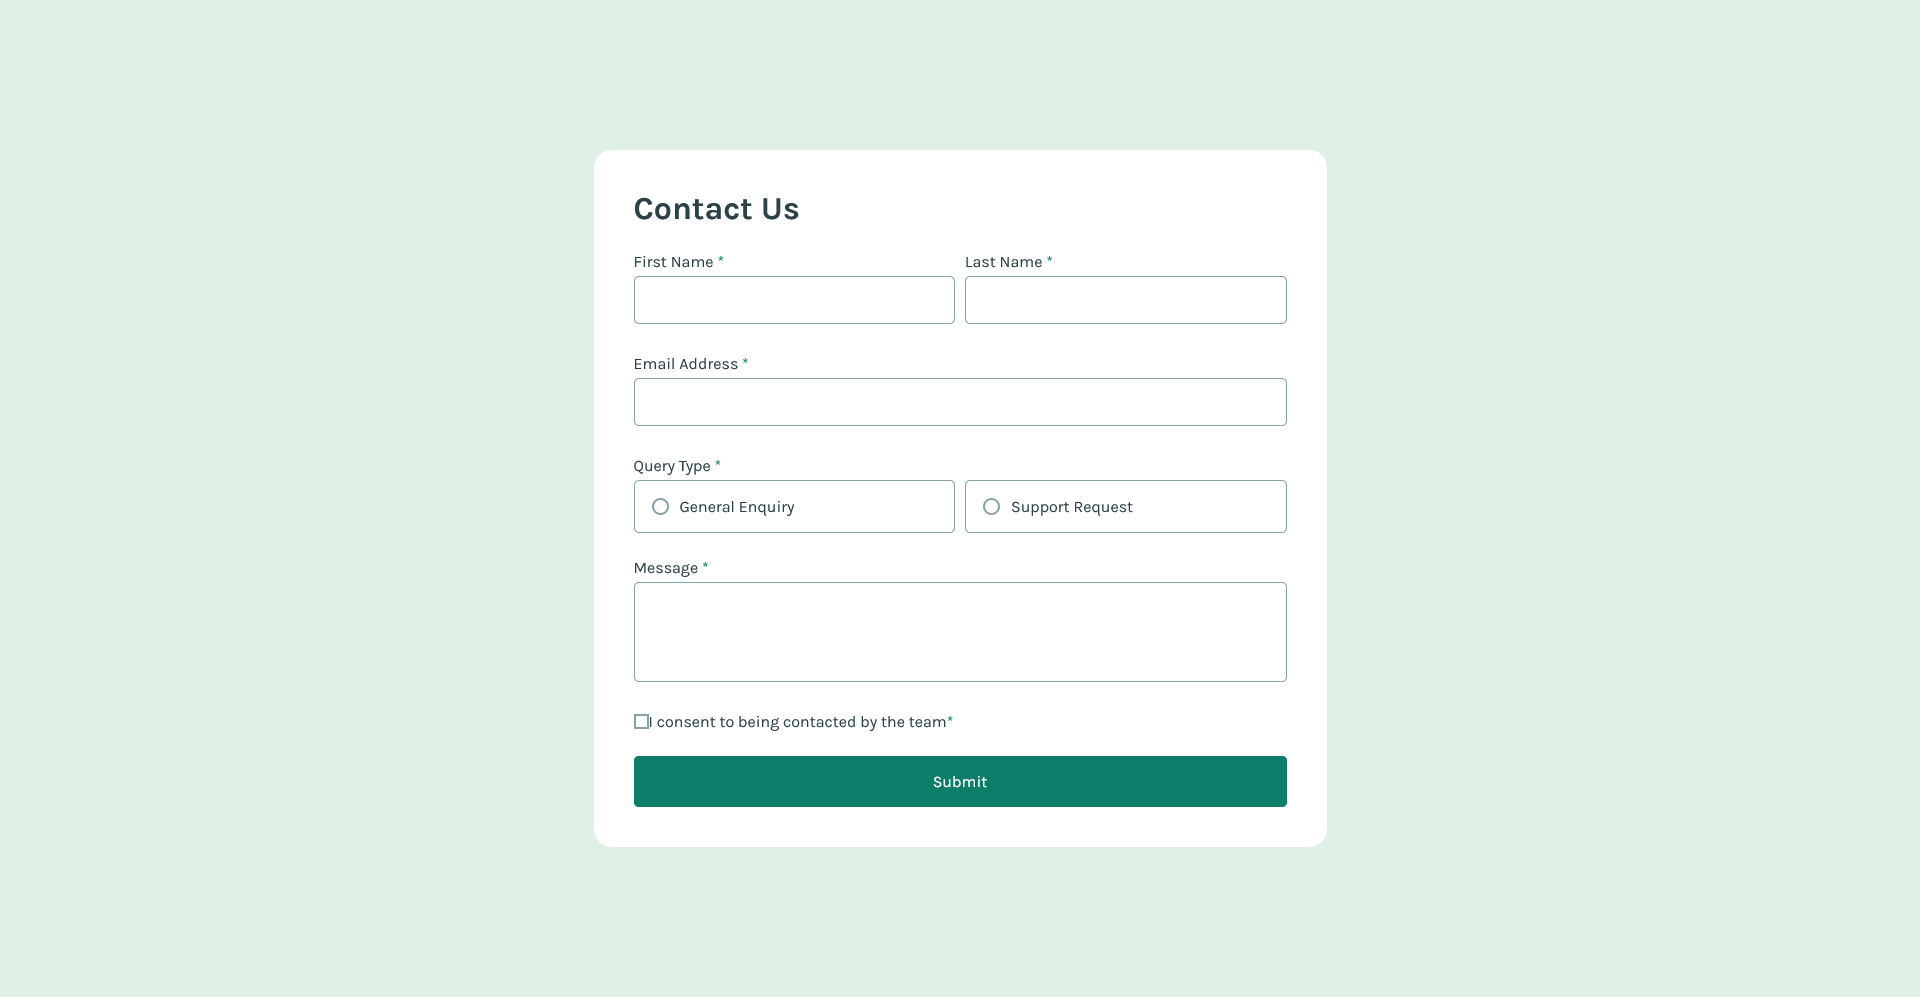 Contact Us
First Name * Last Name *
Email Address *
Query Type *
General Enquiry Support Request
Message *
I consent to being contacted by the team*
Submit